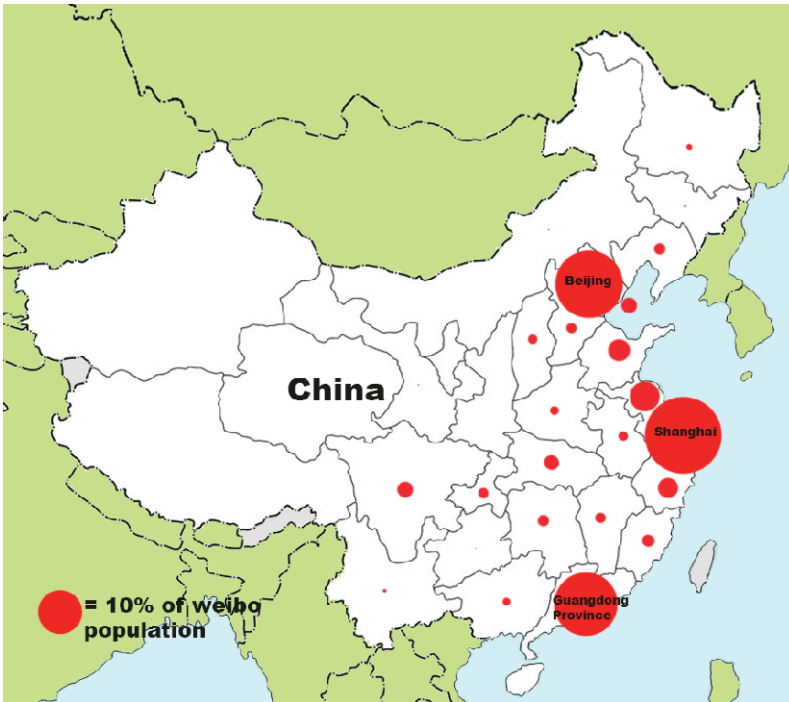 Beijing
China
Shanghai
Guangdong
Province
= 10% of weibo
population